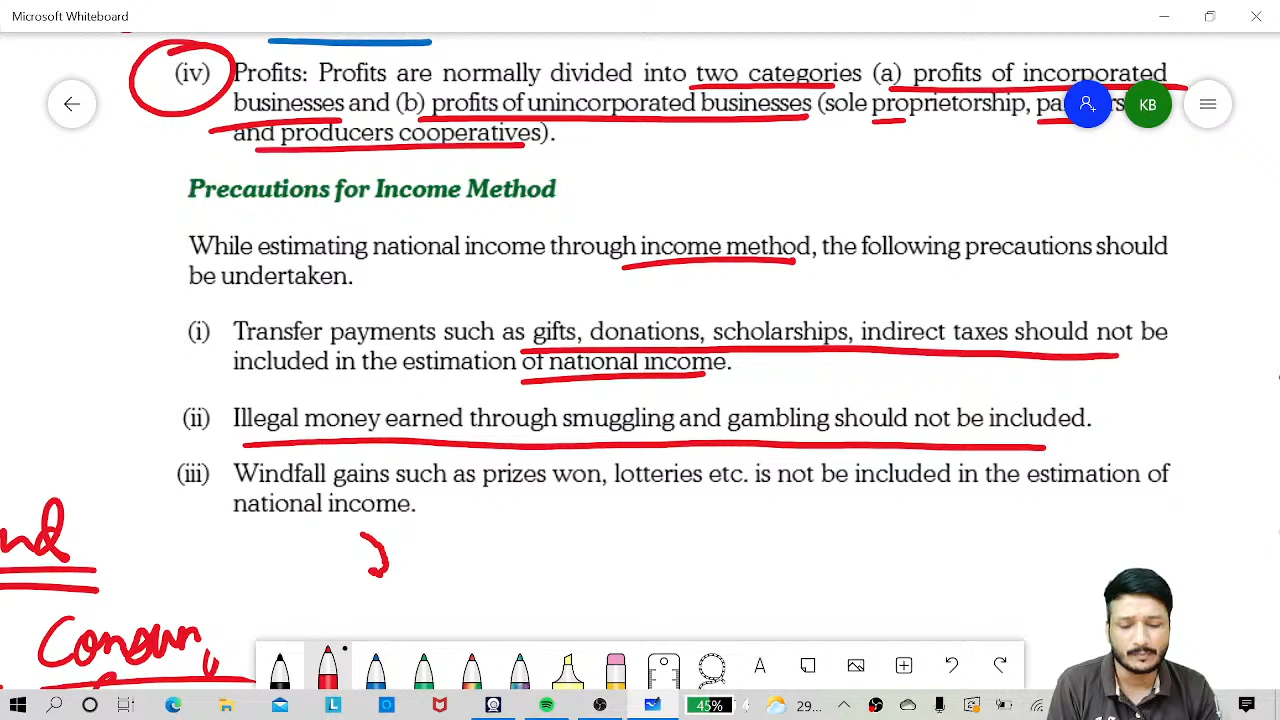 Microsoft Whiteboard
(iv) Profits: Profits are normally divided into two categories (a) profits of incorporated
KB
businesses and (b) profits of unincorporated businesses (sole proprietorship,
and producers cooperatives).
Precautions for Income Method
While estimating national income through income method, the following precautions should
be undertaken.
(i) Transfer payments such as gifts, donations, scholarships, indirect taxes should not be
included in the estimation of national income.
(ii) Illegal money earned through smuggling and gambling should not be included.
(iii) Windfall gains such as prizes won, lotteries etc. is not be included in the estimation of
national income.
nd
Consum
A
45%
29...